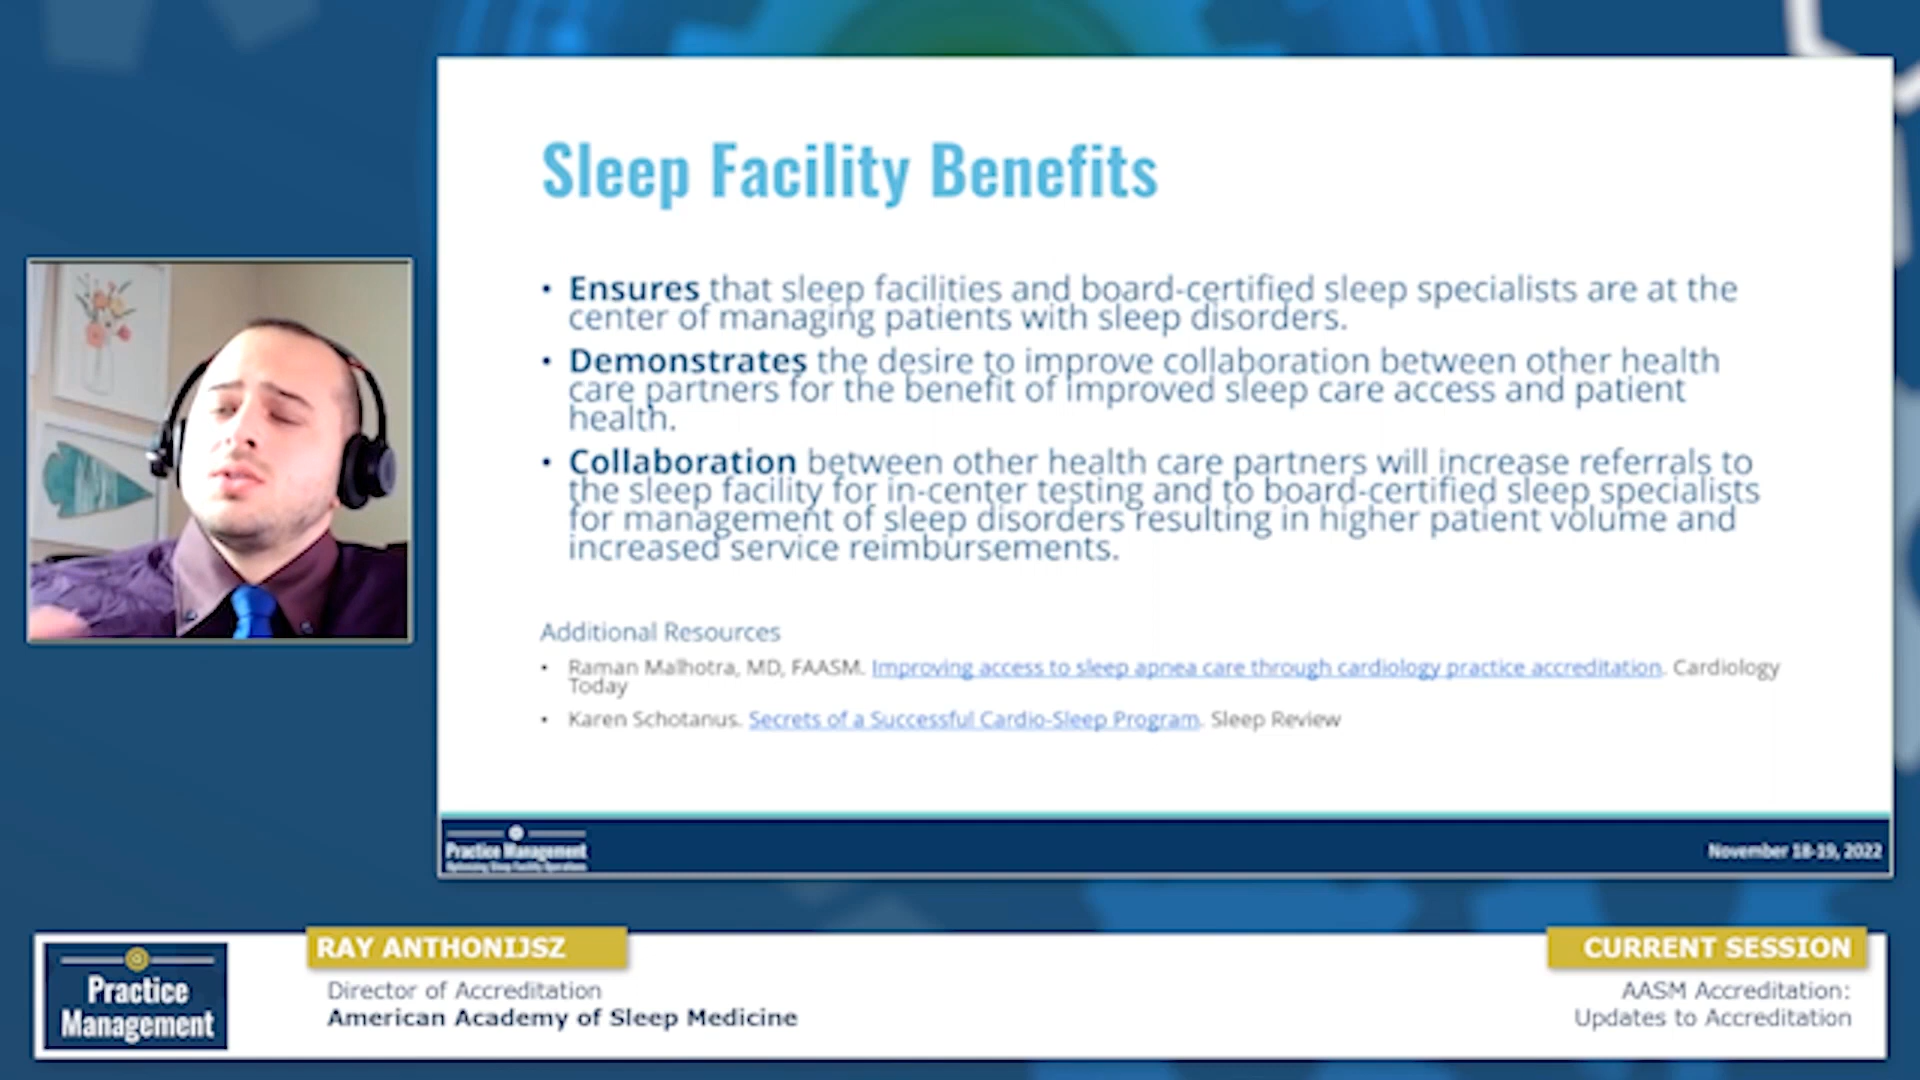 Sleep Facility Benefits
• Ensures that sleep facilities and board-certified sleep specialists are at the
center of managing patients with sleep disorders.
• Demonstrates the desire to improve collaboration between other health
care partners for the benefit of improved sleep care access and patient
health.
• Collaboration between other health care partners will increase referrals to
the sleep facility for in-center testing and to board-certified sleep specialists
for management of sleep disorders resulting in higher patient volume and
increased service reimbursements.
Additional Resources
• Raman Malhotra, MD, FAASM. Improving access to sleep apnea care through cardiology practice accreditation. Cardiology
Today
• Karen Schotanus. Secrets of a Successful Cardio-Sleep Program. Sleep Review
Practice Management
Optimizing Sleep Facility Operations
November 18-19, 2022
Practice
Management
RAY ANTHONIJSZ
Director of Accreditation
American Academy of Sleep Medicine
CURRENT SESSION
AASM Accreditation:
Updates to Accreditation